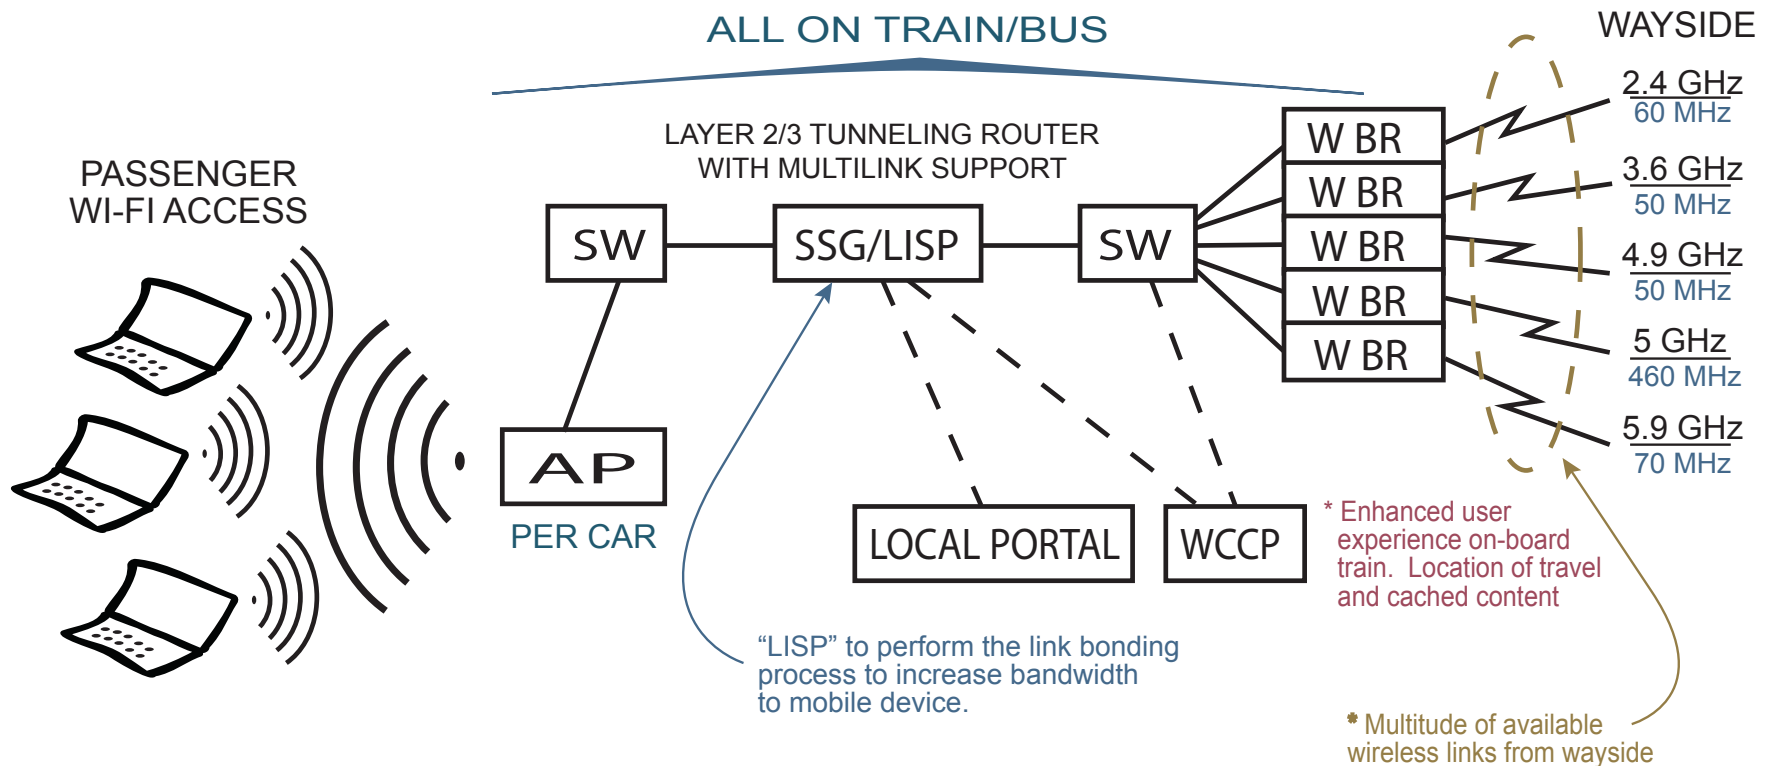 ALL ON TRAIN/BUS
WAYSIDE
LAYER 2/3 TUNNELING ROUTER
WITH MULTILINK SUPPORT
PASSENGER
WI-FI ACCESS
SW
SSG/LISP
SW
W BR
W BR
W BR
W BR
W BR
2.4 GHz
60 MHz
3.6 GHz
50 MHz
4.9 GHz
50 MHz
5 GHz
460 MHz
5.9 GHz
70 MHz
AP
PER CAR
LOCAL PORTAL
WCCP
* Enhanced user
experience on-board
train. Location of travel
and cached content
“LISP” to perform the link bonding
process to increase bandwidth
to mobile device.
* Multitude of available
wireless links from wayside